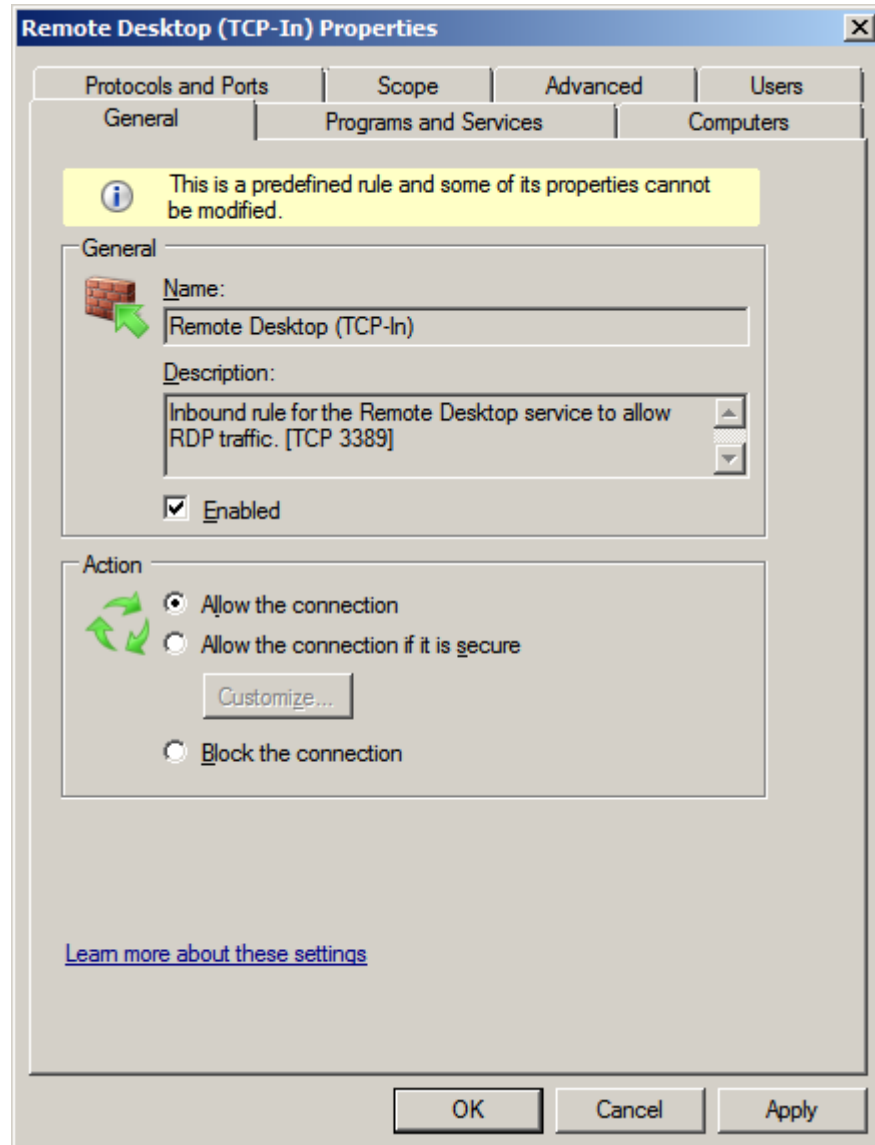 Remote Desktop (TCP-In) Properties
Protocols and Ports
Scope
Advanced
Users
General
Programs and Services
Computers
This is a predefined rule and some of its properties cannot
be modified.
General
Name:
Remote Desktop (TCP-In)
Description:
Inbound rule for the Remote Desktop service to allow
RDP traffic. [TCP 3389]
Enabled
Action
Allow the connection
Allow the connection if it is secure
Customize...
Block the connection
Learn more about these settings
OK
Cancel
Apply